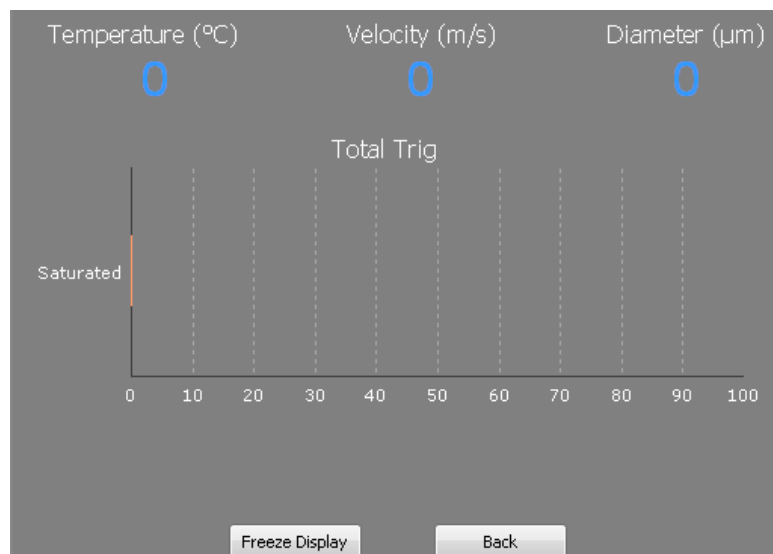 Temperature (ºC) Velocity (m/s) Diameter (µm)
0 0 0
Total Trig
Saturated
0 10 20 30 40 50 60 70 80 90 100
Freeze Display Back